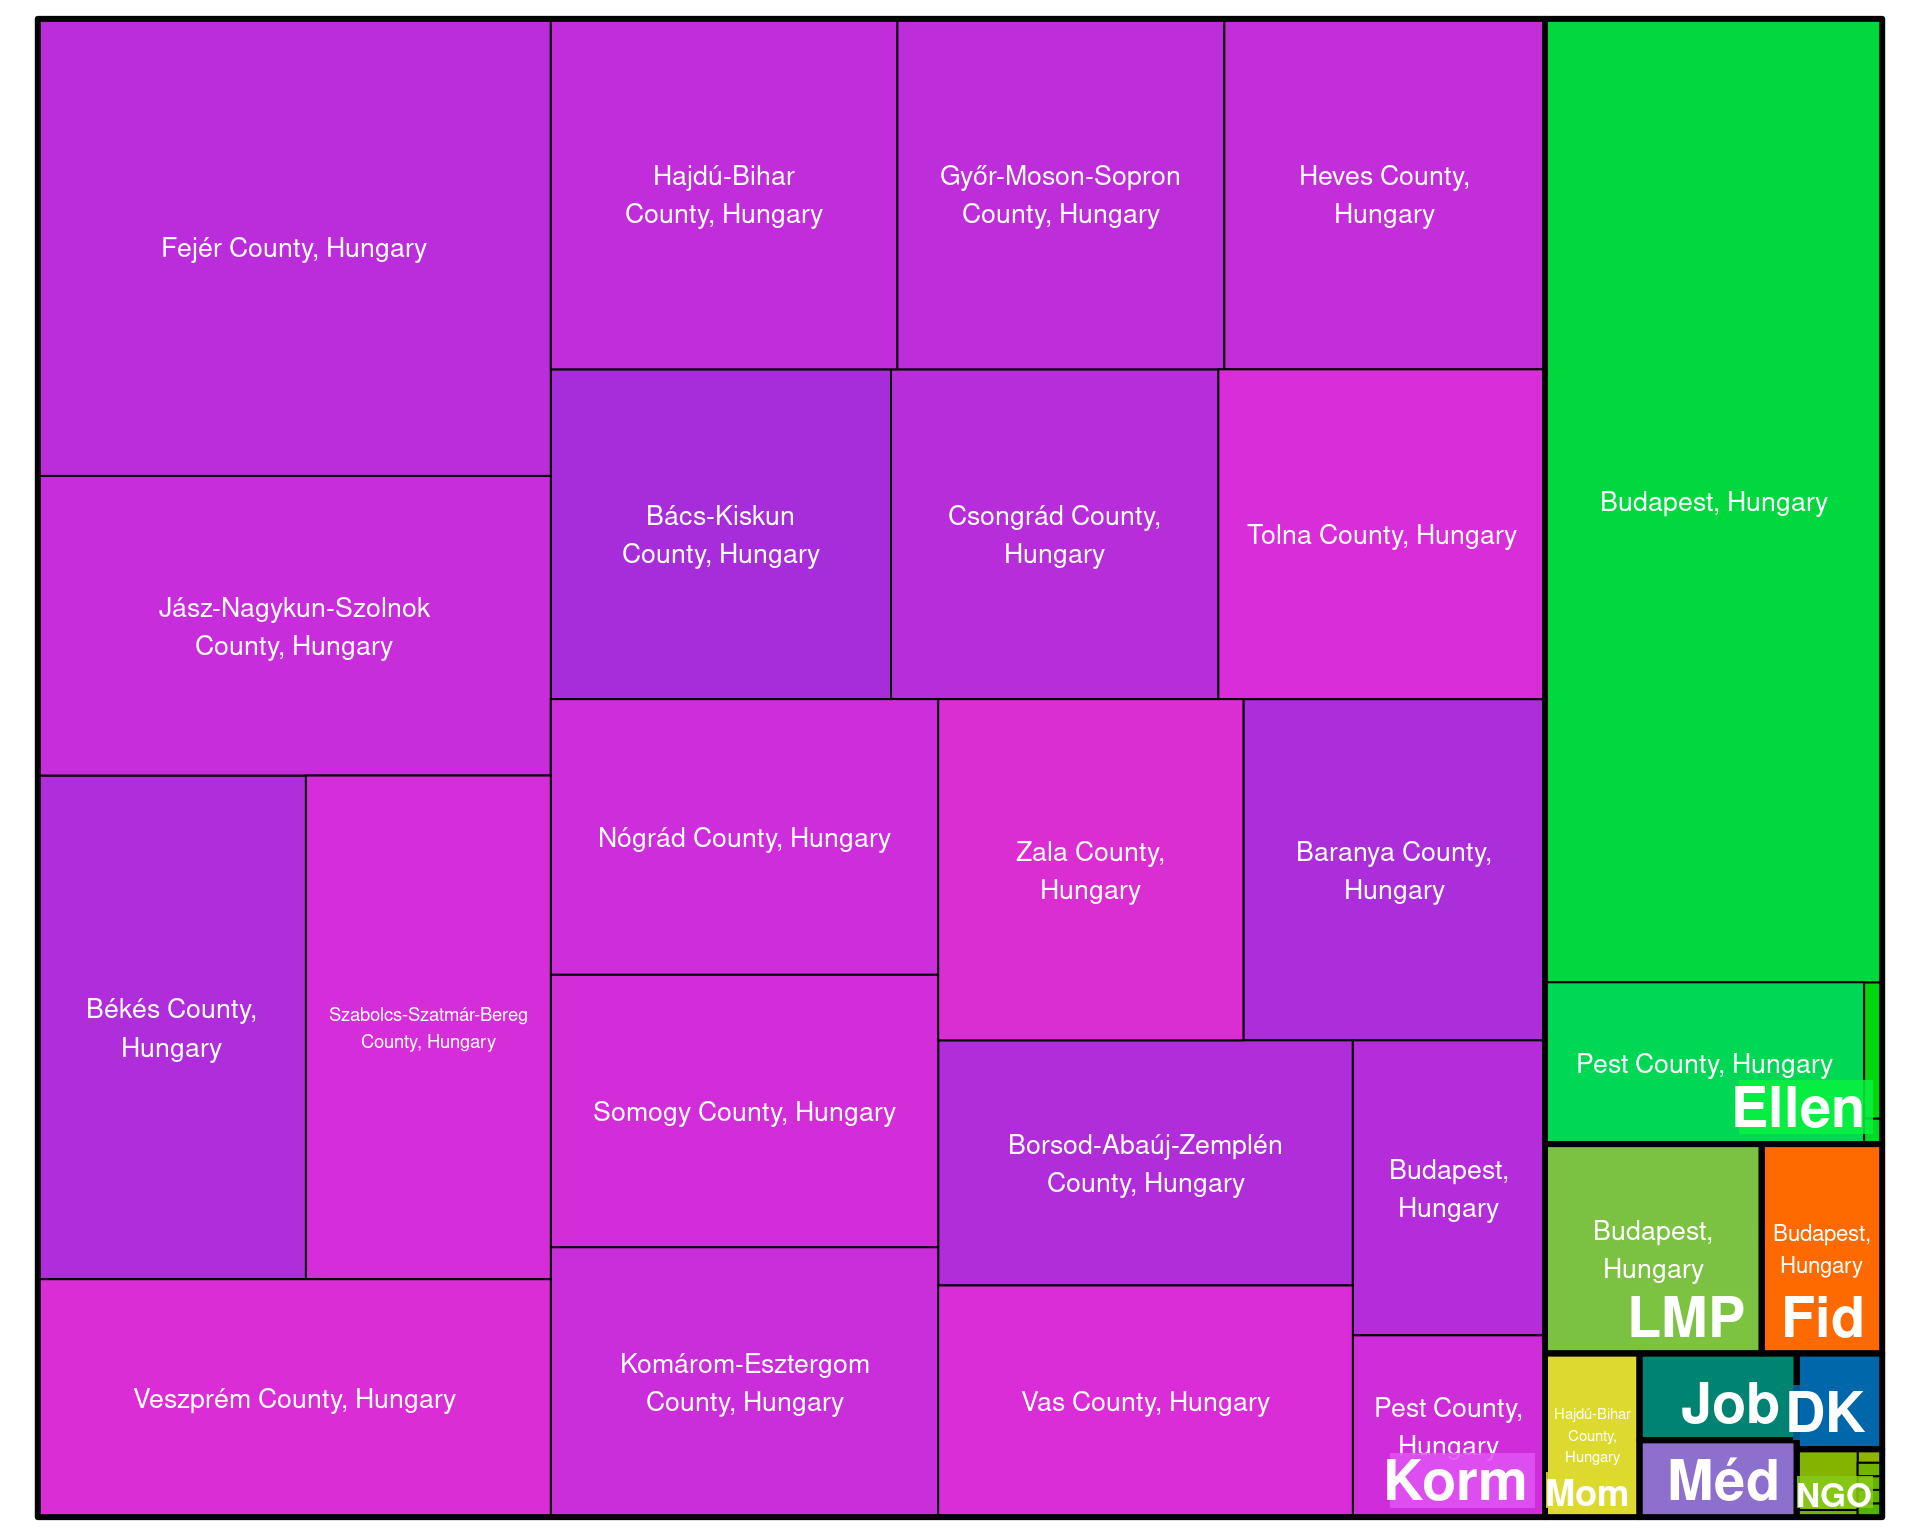 Fejér County, Hungary
Hajdú-Bihar
County, Hungary
Győr-Moson-Sopron
County, Hungary
Heves County,
Hungary
Budapest, Hungary
Jász-Nagykun-Szolnok
County, Hungary
Bács-Kiskun
County, Hungary
Csongrád County,
Hungary
Tolna County, Hungary
Békés County,
Hungary
Szabolcs-Szatmár-Bereg
County, Hungary
Nógrád County, Hungary
Zala County,
Hungary
Baranya County,
Hungary
Somogy County, Hungary
Borsod-Abaúj-Zemplén
County, Hungary
Budapest,
Hungary
Pest County, Hungary
Ellen
Budapest,
Hungary
LMP
Budapest,
Hungary
Fid
Veszprém County, Hungary
Komárom-Esztergom
County, Hungary
Vas County, Hungary
Pest County,
Hungary
Korm
Hajdú-Bihar
County,
Hungary
Mom
Job
DK
Méd
NGO